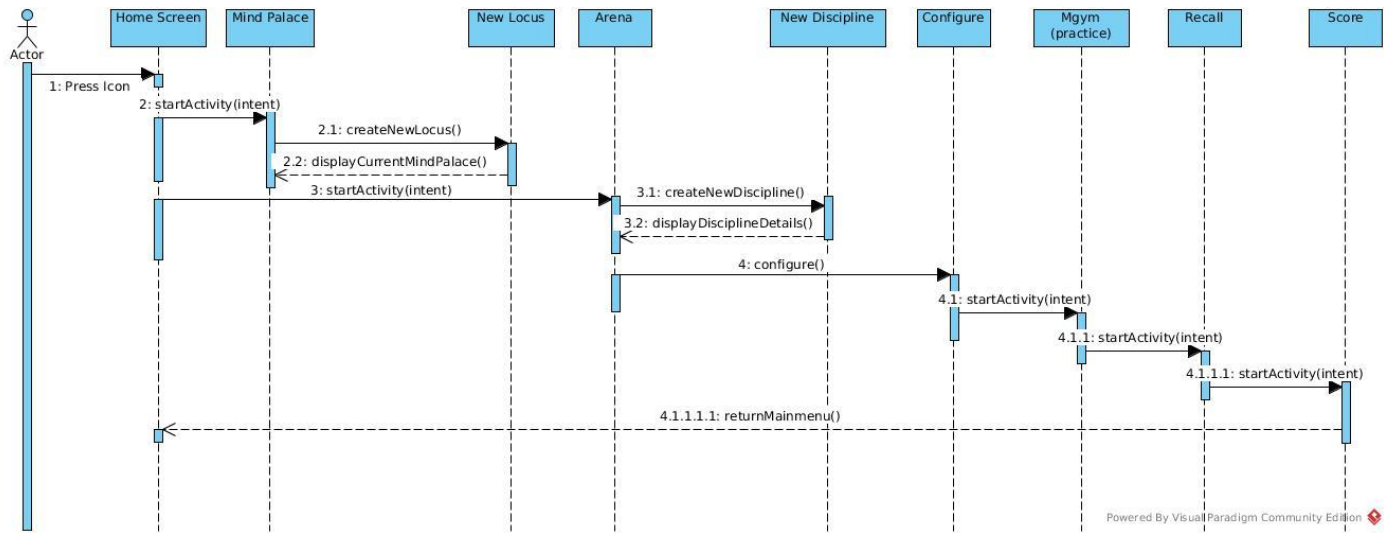 Actor
Home Screen
Mind Palace
New Locus
Arena
New Discipline
Configure
Mgym
(practice)
Recall
Score
1: Press Icon
2: startActivity(intent)
2.1: createNewLocus()
2.2: displayCurrentMindPalace()
3: startActivity(intent)
3.1: createNewDiscipline()
3.2: displayDisciplineDetails()
4: configure()
4.1: startActivity(intent)
4.1.1: startActivity(intent)
4.1.1.1: startActivity(intent)
4.1.1.1.1: returnMainmenu()
Powered By Visual Paradigm Community Edition